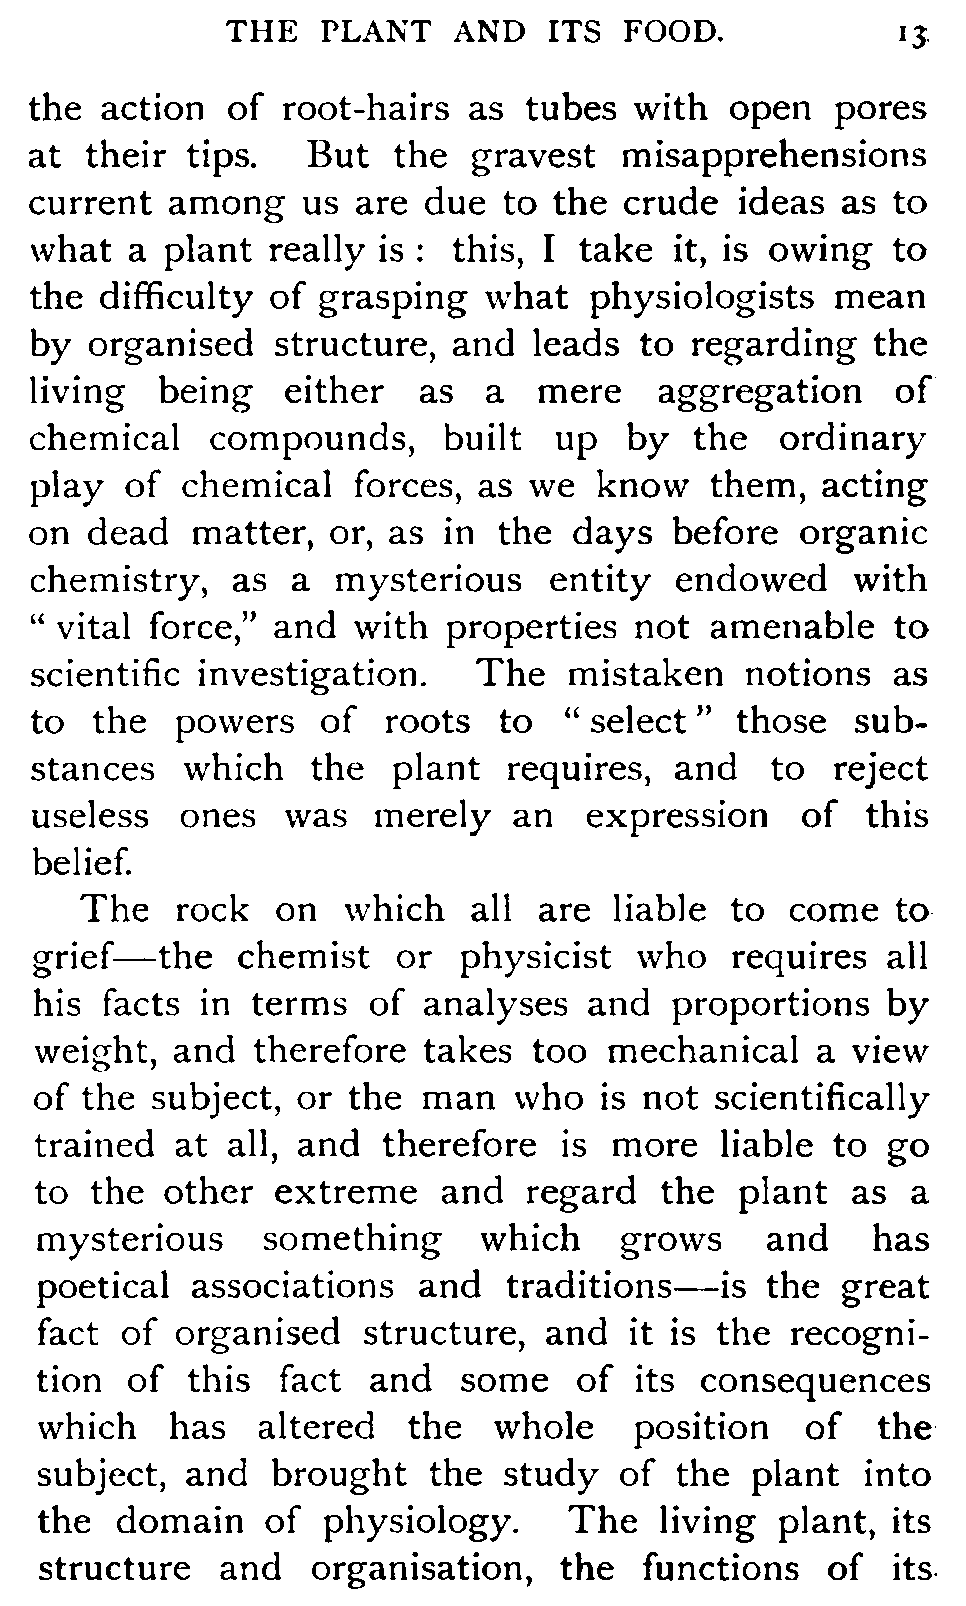 THE PLANT AND ITS FOOD. 13
the action of root-hairs as tubes with open pores
at their tips. But the gravest misapprehensions
current among us are due to the crude ideas as to
what a plant really is : this, I take it, is owing to
the difficulty of grasping what physiologists mean
by organised structure, and leads to regarding the
living being either as a mere aggregation of
chemical compounds, built up by the ordinary
play of chemical forces, as we know them, acting
on dead matter, or, as in the days before organic
chemistry, as a mysterious entity endowed with
“ vital force,” and with properties not amenable to
scientific investigation. The mistaken notions as
to the powers of roots to “ select ” those sub-
stances which the plant requires, and to reject
useless ones was merely an expression of this
belief.
The rock on which all are liable to come to
grief—the chemist or physicist who requires all
his facts in terms of analyses and proportions by
weight, and therefore takes too mechanical a view
of the subject, or the man who is not scientifically
trained at all, and therefore is more liable to go
to the other extreme and regard the plant as a
mysterious something which grows and has
poetical associations and traditions—is the great
fact of organised structure, and it is the recogni-
tion of this fact and some of its consequences
which has altered the whole position of the
subject, and brought the study of the plant into
the domain of physiology. The living plant, its
structure and organisation, the functions of its